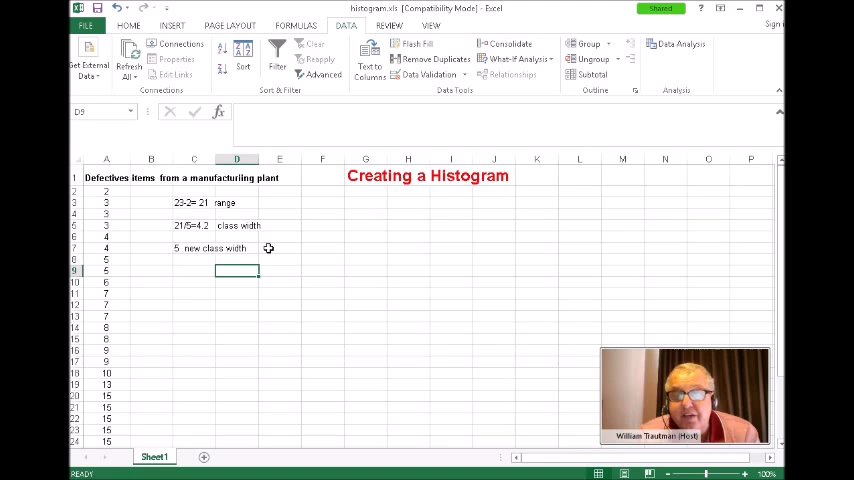 histogram.xls [Compatibility Mode] - Excel
Shared
Sign i
FILE HOME INSERT PAGE LAYOUT FORMULAS DATA REVIEW VIEW
Get External Data
Refresh All
Connections
Properties
Edit Links
Connections
Sort
Filter
Clear
Reapply
Advanced
Sort & Filter
Text to Columns
Flash Fill
Remove Duplicates
Data Validation
Consolidate
What-If Analysis
Relationships
Data Tools
Group
Ungroup
Subtotal
Outline
Data Analysis
Analysis
D9
fx
A B C D E F G H I J K L M N O P
1 Defectives items from a manufacturiing plant Creating a Histogram
2 2
3 3 23-2= 21 range
4 3
5 3 21/5=4.2 class width
6 4
7 4 5 new class width
8 5
9 5
10 6
11 7
12 7
13 7
14 8
15 8
16 9
17 9
18 10
19 13
20 15
21 15
22 15
23 15
24 15
William Trautman (Host)
Sheet1
READY
100%